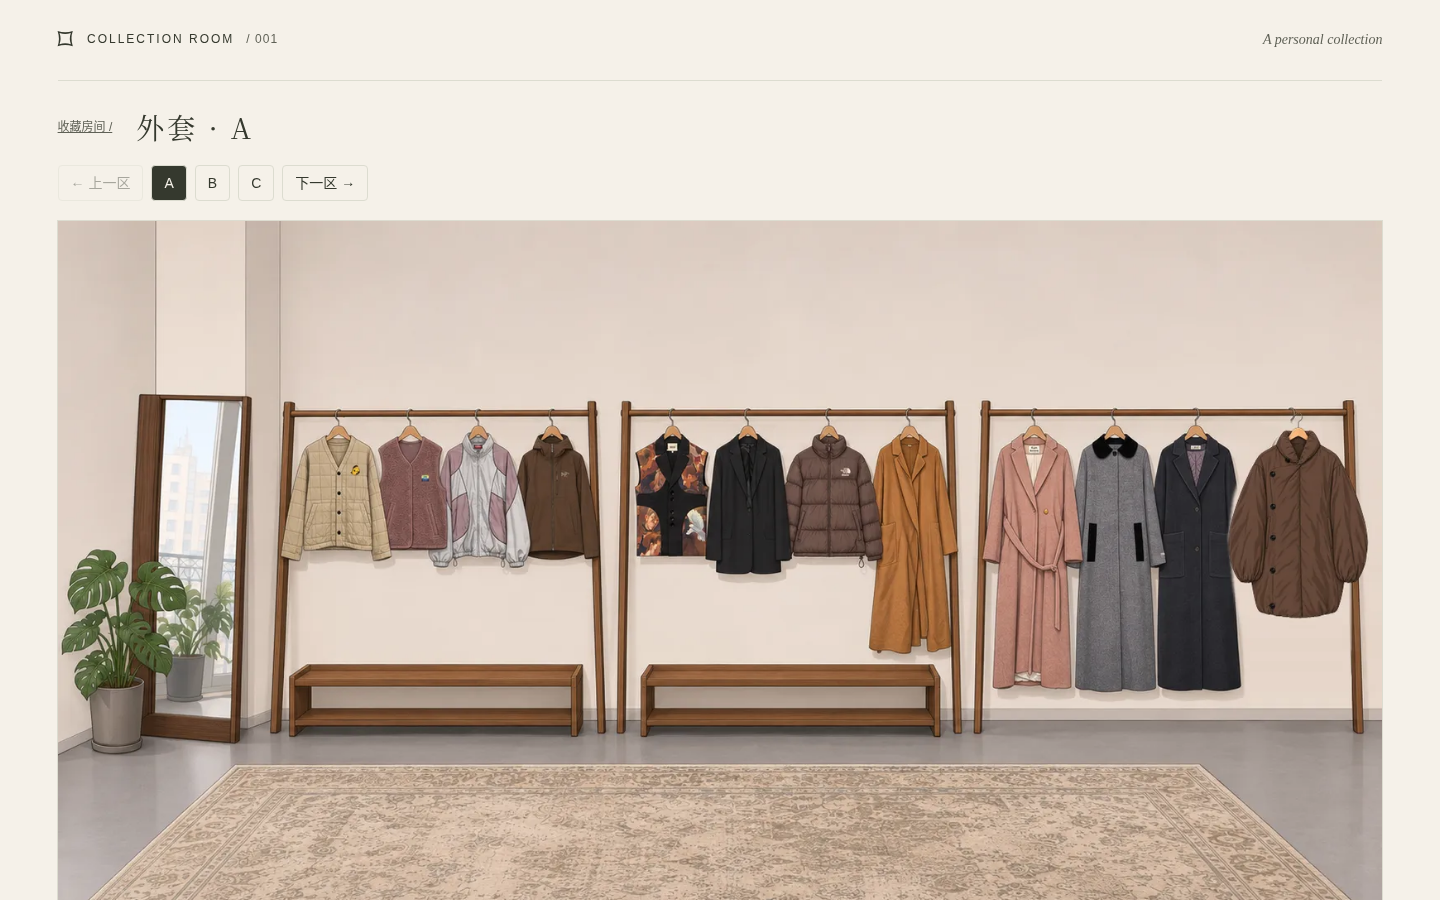 COLLECTION ROOM / 001
A personal collection
收藏房间 /
外套 · A
← 上一区
A
B
C
下一区 →